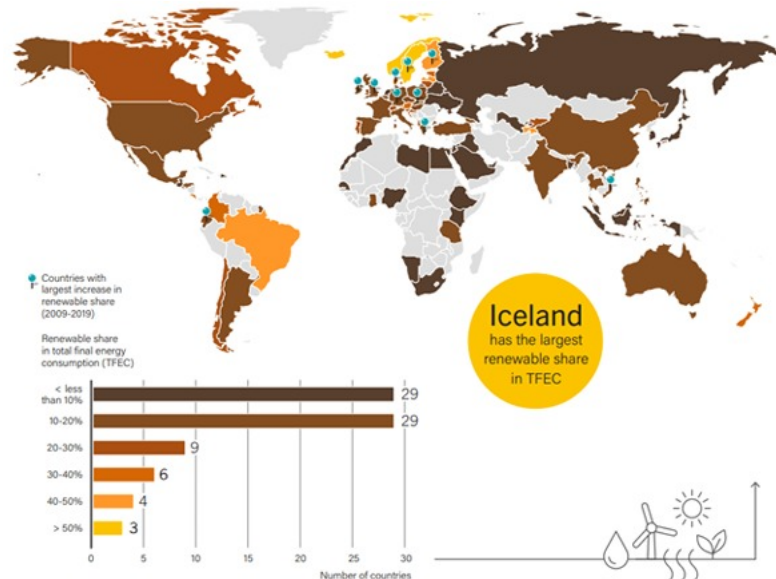 Countries with
largest increase in
renewable share
(2009-2019)
Renewable share
in total final energy
consumption (TFEC)
Iceland
has the largest
renewable share
in TFEC
< less
than 10%
29
10-20%
29
20-30%
9
30-40%
6
40-50%
4
> 50%
3
0
5
10
15
20
25
30
Number of countries